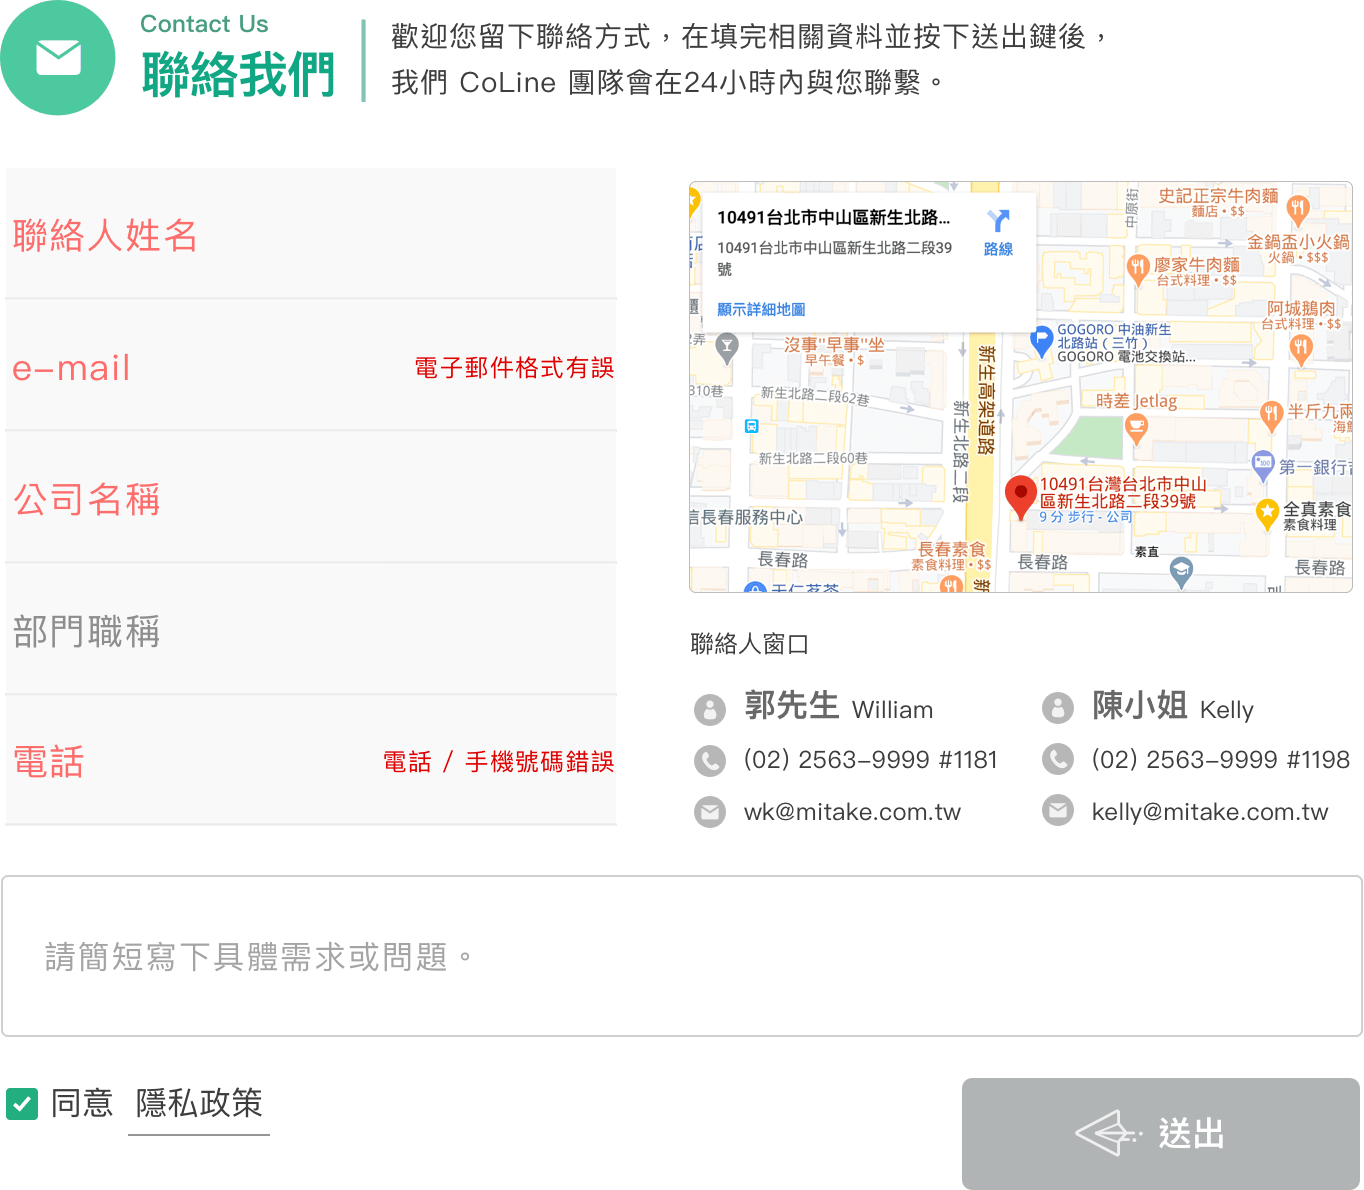 Contact Us
聯絡我們
歡迎您留下聯絡方式，在填完相關資料並按下送出鍵後，
我們 CoLine 團隊會在24小時內與您聯繫。
聯絡人姓名
e-mail
電子郵件格式有誤
公司名稱
部門職稱
電話
電話 / 手機號碼錯誤
10491台北市中山區新生北路...
10491台北市中山區新生北路二段39
號
顯示詳細地圖
路線
中原街
史記正宗牛肉麵
麵店・$$
金鍋盃小火鍋
火鍋・$$$
廖家牛肉麵
台式料理・$$
阿城鵝肉
台式料理・$$
GOGORO 中油新生
北路站（三竹）
GOGORO 電池交換站...
沒事"早事"坐
早午餐・$
310巷
新生北路二段62巷
新生高架道路
新生北路二段
時差 Jetlag
半斤九兩
新生北路二段60巷
第一銀行
10491台灣台北市中山
區新生北路二段39號
9 分 步行 - 公司
全真素食
素食料理
信長春服務中心
長春素食
素食料理・$$
長春路
長春路
素直
長春路
天仁茗茶
新
聯絡人窗口
郭先生 William
(02) 2563-9999 #1181
wk@mitake.com.tw
陳小姐 Kelly
(02) 2563-9999 #1198
kelly@mitake.com.tw
請簡短寫下具體需求或問題。
同意 隱私政策
送出